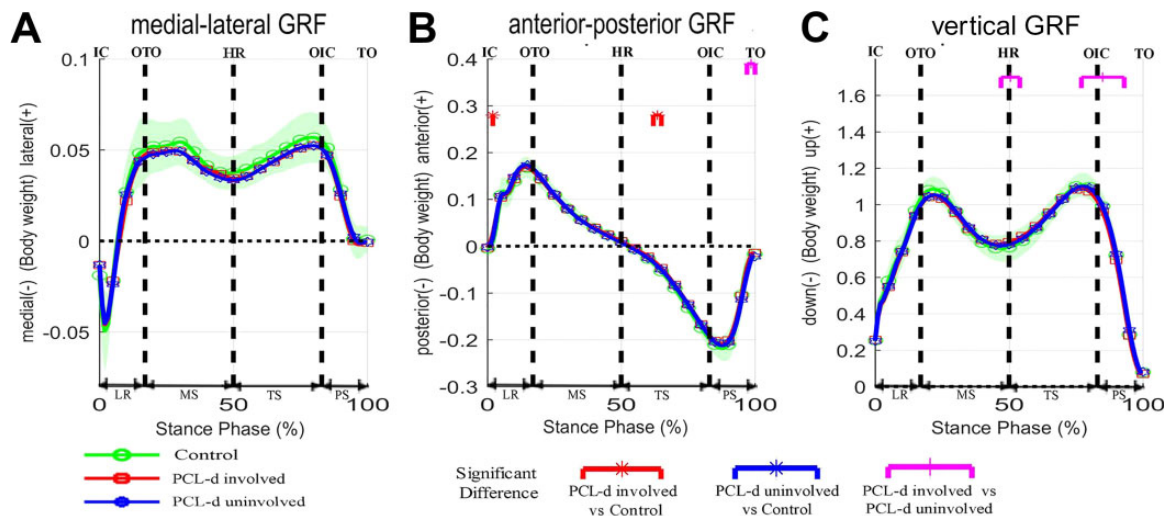 A medial-lateral GRF
IC OTO HR OIC TO
0.1
0.05
0
-0.05
medial(-) (Body weight) lateral(+)
LR MS TS PS
0 50 100
Stance Phase (%)
B anterior-posterior GRF
IC OTO HR OIC TO
0.4
0.3
0.2
0.1
0
-0.1
-0.2
-0.3
posterior(-) (Body weight) anterior(+)
LR MS TS PS
0 50 100
Stance Phase (%)
C vertical GRF
IC OTO HR OIC TO
1.6
1.4
1.2
1
0.8
0.6
0.4
0.2
0
down(-) (Body weight) up(+)
LR MS TS PS
0 50 100
Stance Phase (%)
Control
PCL-d involved
PCL-d uninvolved
Significant
Difference
PCL-d involved
vs Control
PCL-d uninvolved
vs Control
PCL-d involved vs
PCL-d uninvolved